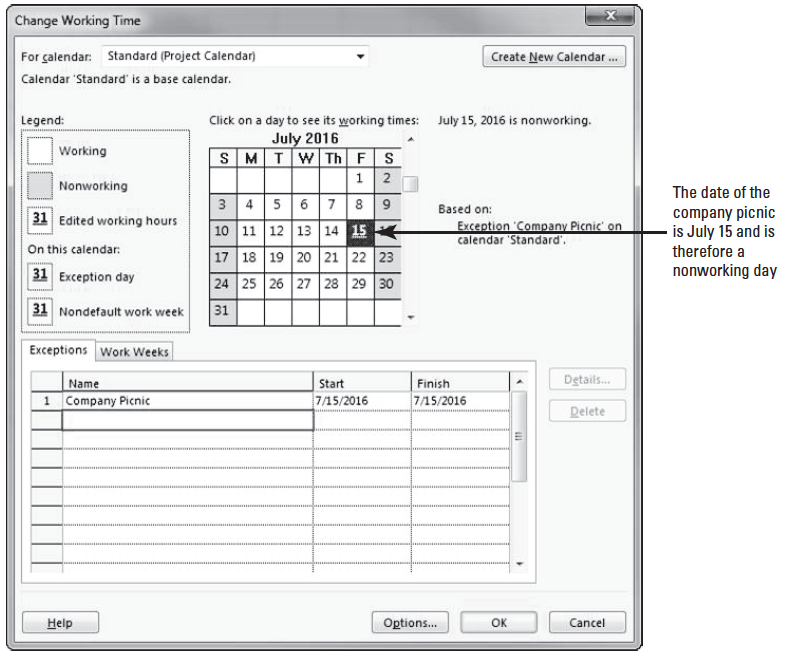 Change Working Time
For calendar: Standard (Project Calendar)
Create New Calendar ...
Calendar 'Standard' is a base calendar.
Legend:
Working
Nonworking
31 Edited working hours
On this calendar:
31 Exception day
31 Nondefault work week
Click on a day to see its working times:
July 2016
S M T W Th F S
1 2
3 4 5 6 7 8 9
10 11 12 13 14 15
17 18 19 20 21 22 23
24 25 26 27 28 29 30
31
July 15, 2016 is nonworking.
Based on:
Exception 'Company Picnic' on
calendar 'Standard'.
The date of the
company picnic
is July 15 and is
therefore a
nonworking day
Exceptions Work Weeks
Name Start Finish
1 Company Picnic 7/15/2016 7/15/2016
Details...
Delete
Help
Options...
OK
Cancel